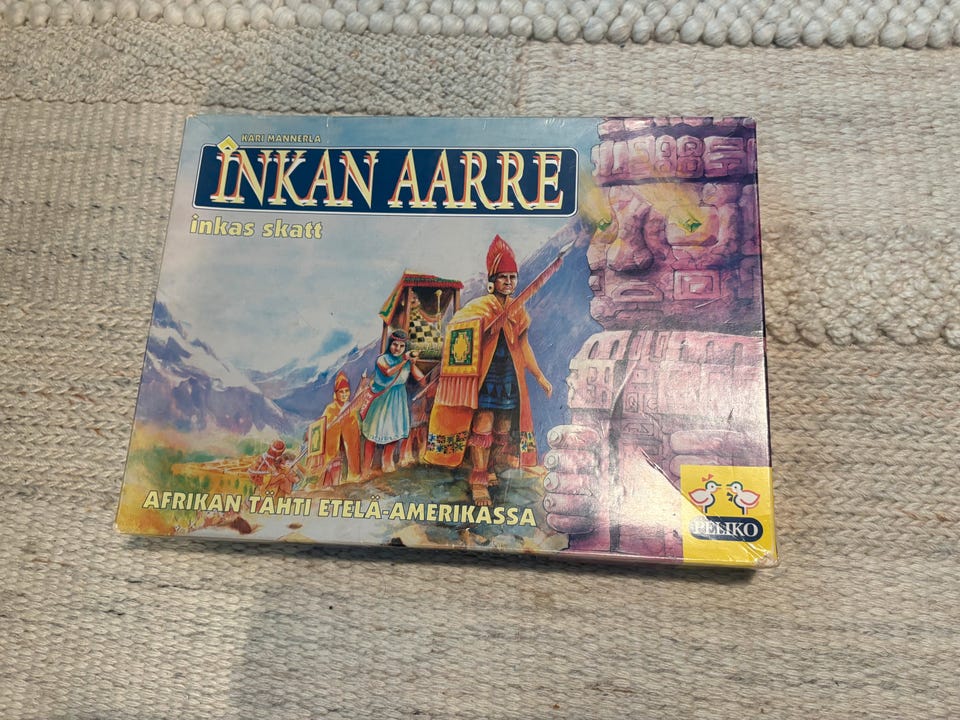 KARI MANNERLA
INKAN AARRE
inkas skatt
AFRIKAN TÄHTI ETELÄ-AMERIKASSA
PELIKO